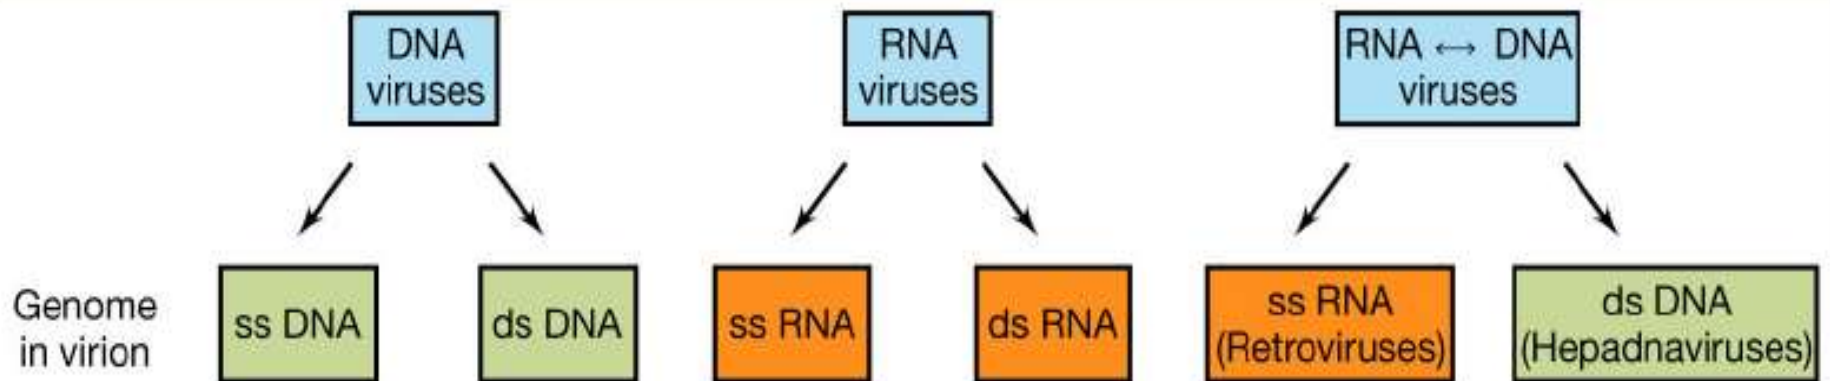 DNA
viruses
RNA
viruses
RNA ↔ DNA
viruses
Genome
in virion
ss DNA
ds DNA
ss RNA
ds RNA
ss RNA
(Retroviruses)
ds DNA
(Hepadnaviruses)